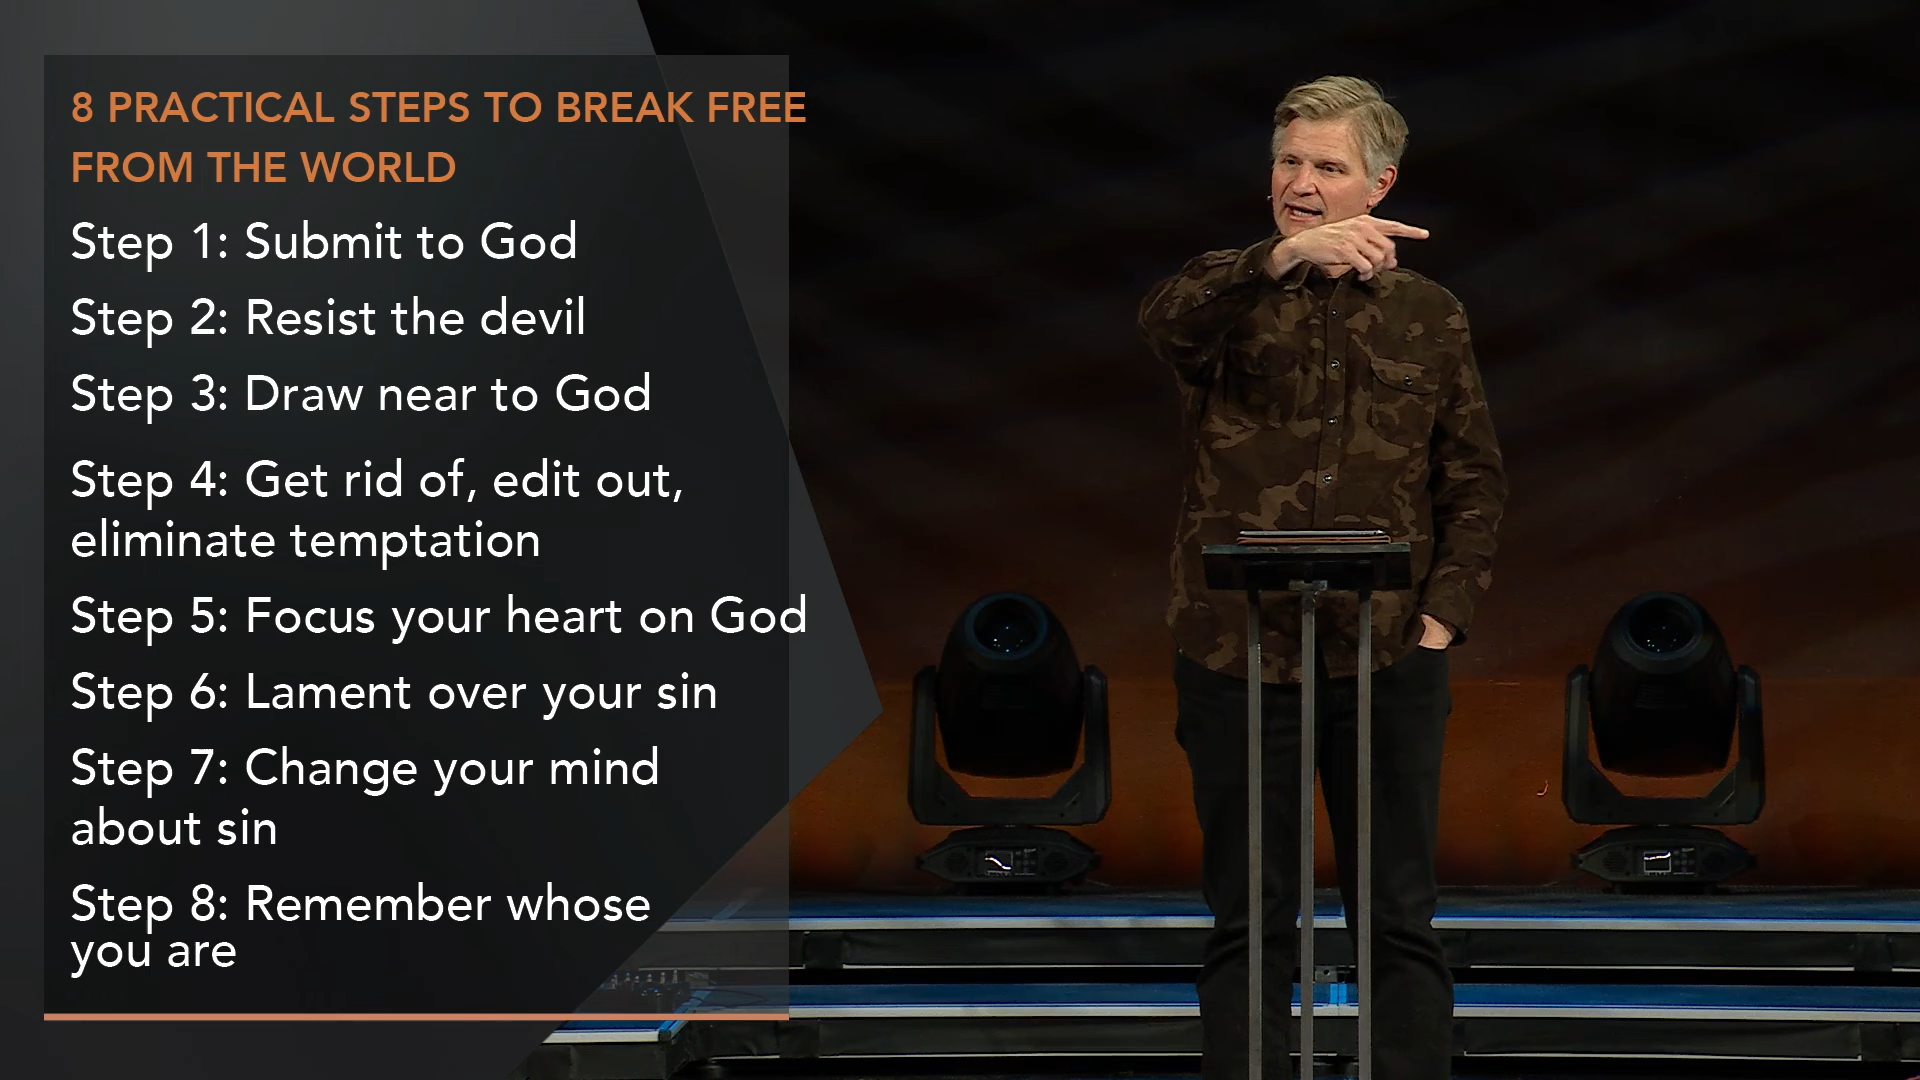 8 PRACTICAL STEPS TO BREAK FREE
FROM THE WORLD
Step 1: Submit to God
Step 2: Resist the devil
Step 3: Draw near to God
Step 4: Get rid of, edit out,
eliminate temptation
Step 5: Focus your heart on God
Step 6: Lament over your sin
Step 7: Change your mind
about sin
Step 8: Remember whose
you are